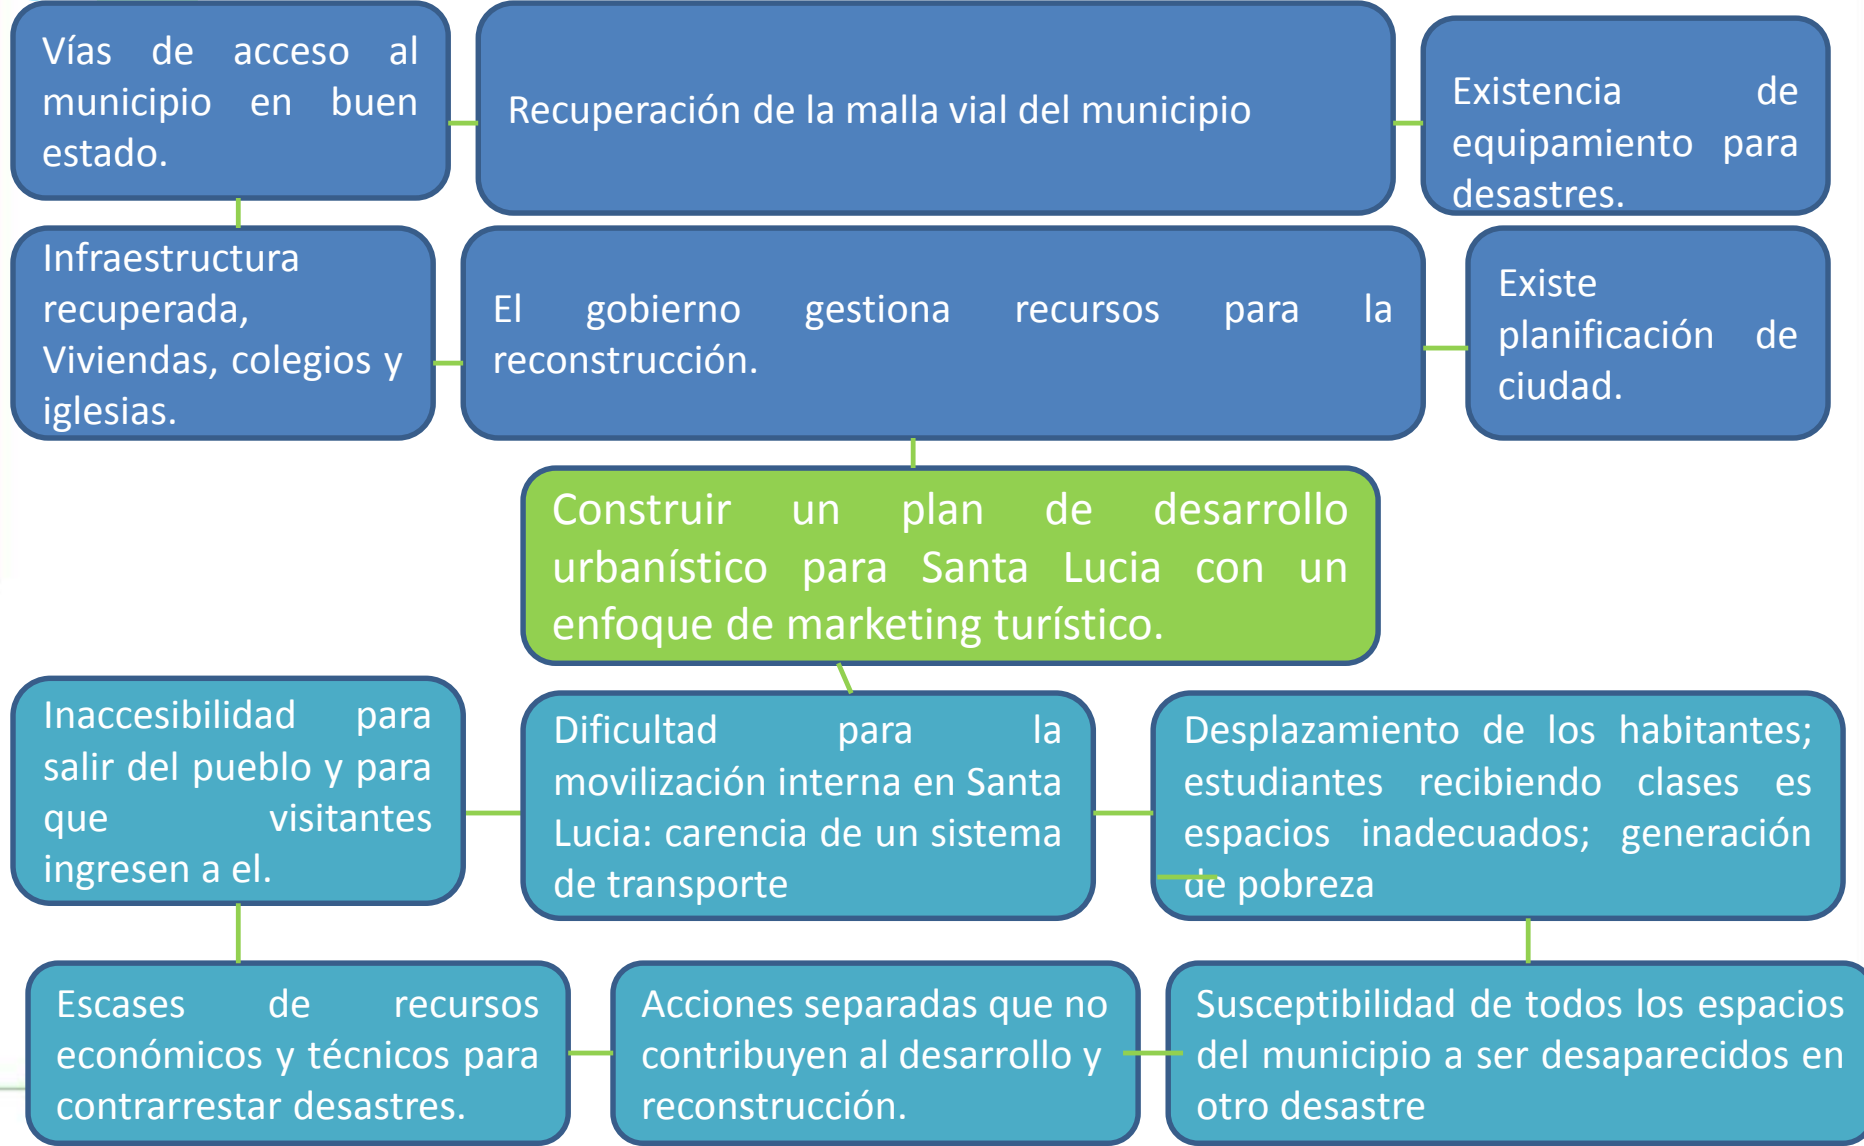 Vías de acceso al
municipio en buen
estado.
Recuperación de la malla vial del municipio
Existencia de
equipamiento para
desastres.
Infraestructura
recuperada,
Viviendas, colegios y
iglesias.
El gobierno gestiona recursos para la
reconstrucción.
Existe
planificación de
ciudad.
Construir un plan de desarrollo
urbanístico para Santa Lucia con un
enfoque de marketing turístico.
Inaccesibilidad para
salir del pueblo y para
que visitantes
ingresen a el.
Dificultad para la
movilización interna en Santa
Lucia: carencia de un sistema
de transporte
Desplazamiento de los habitantes;
estudiantes recibiendo clases es
espacios inadecuados; generación
de pobreza
Escases de recursos
económicos y técnicos para
contrarrestar desastres.
Acciones separadas que no
contribuyen al desarrollo y
reconstrucción.
Susceptibilidad de todos los espacios
del municipio a ser desaparecidos en
otro desastre